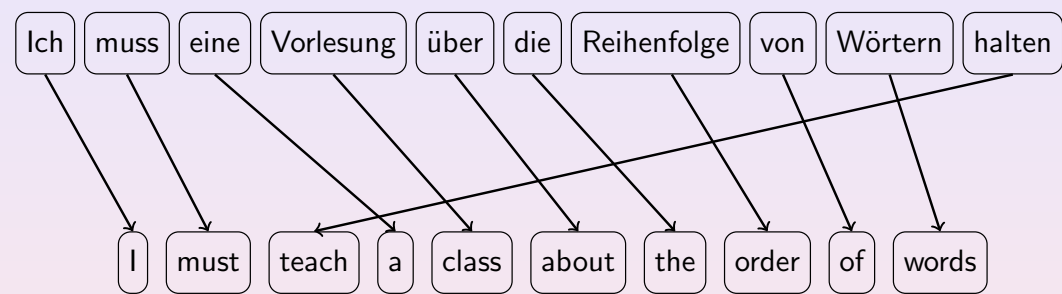 Ich muss eine Vorlesung über die Reihenfolge von Wörtern halten
I must teach a class about the order of words